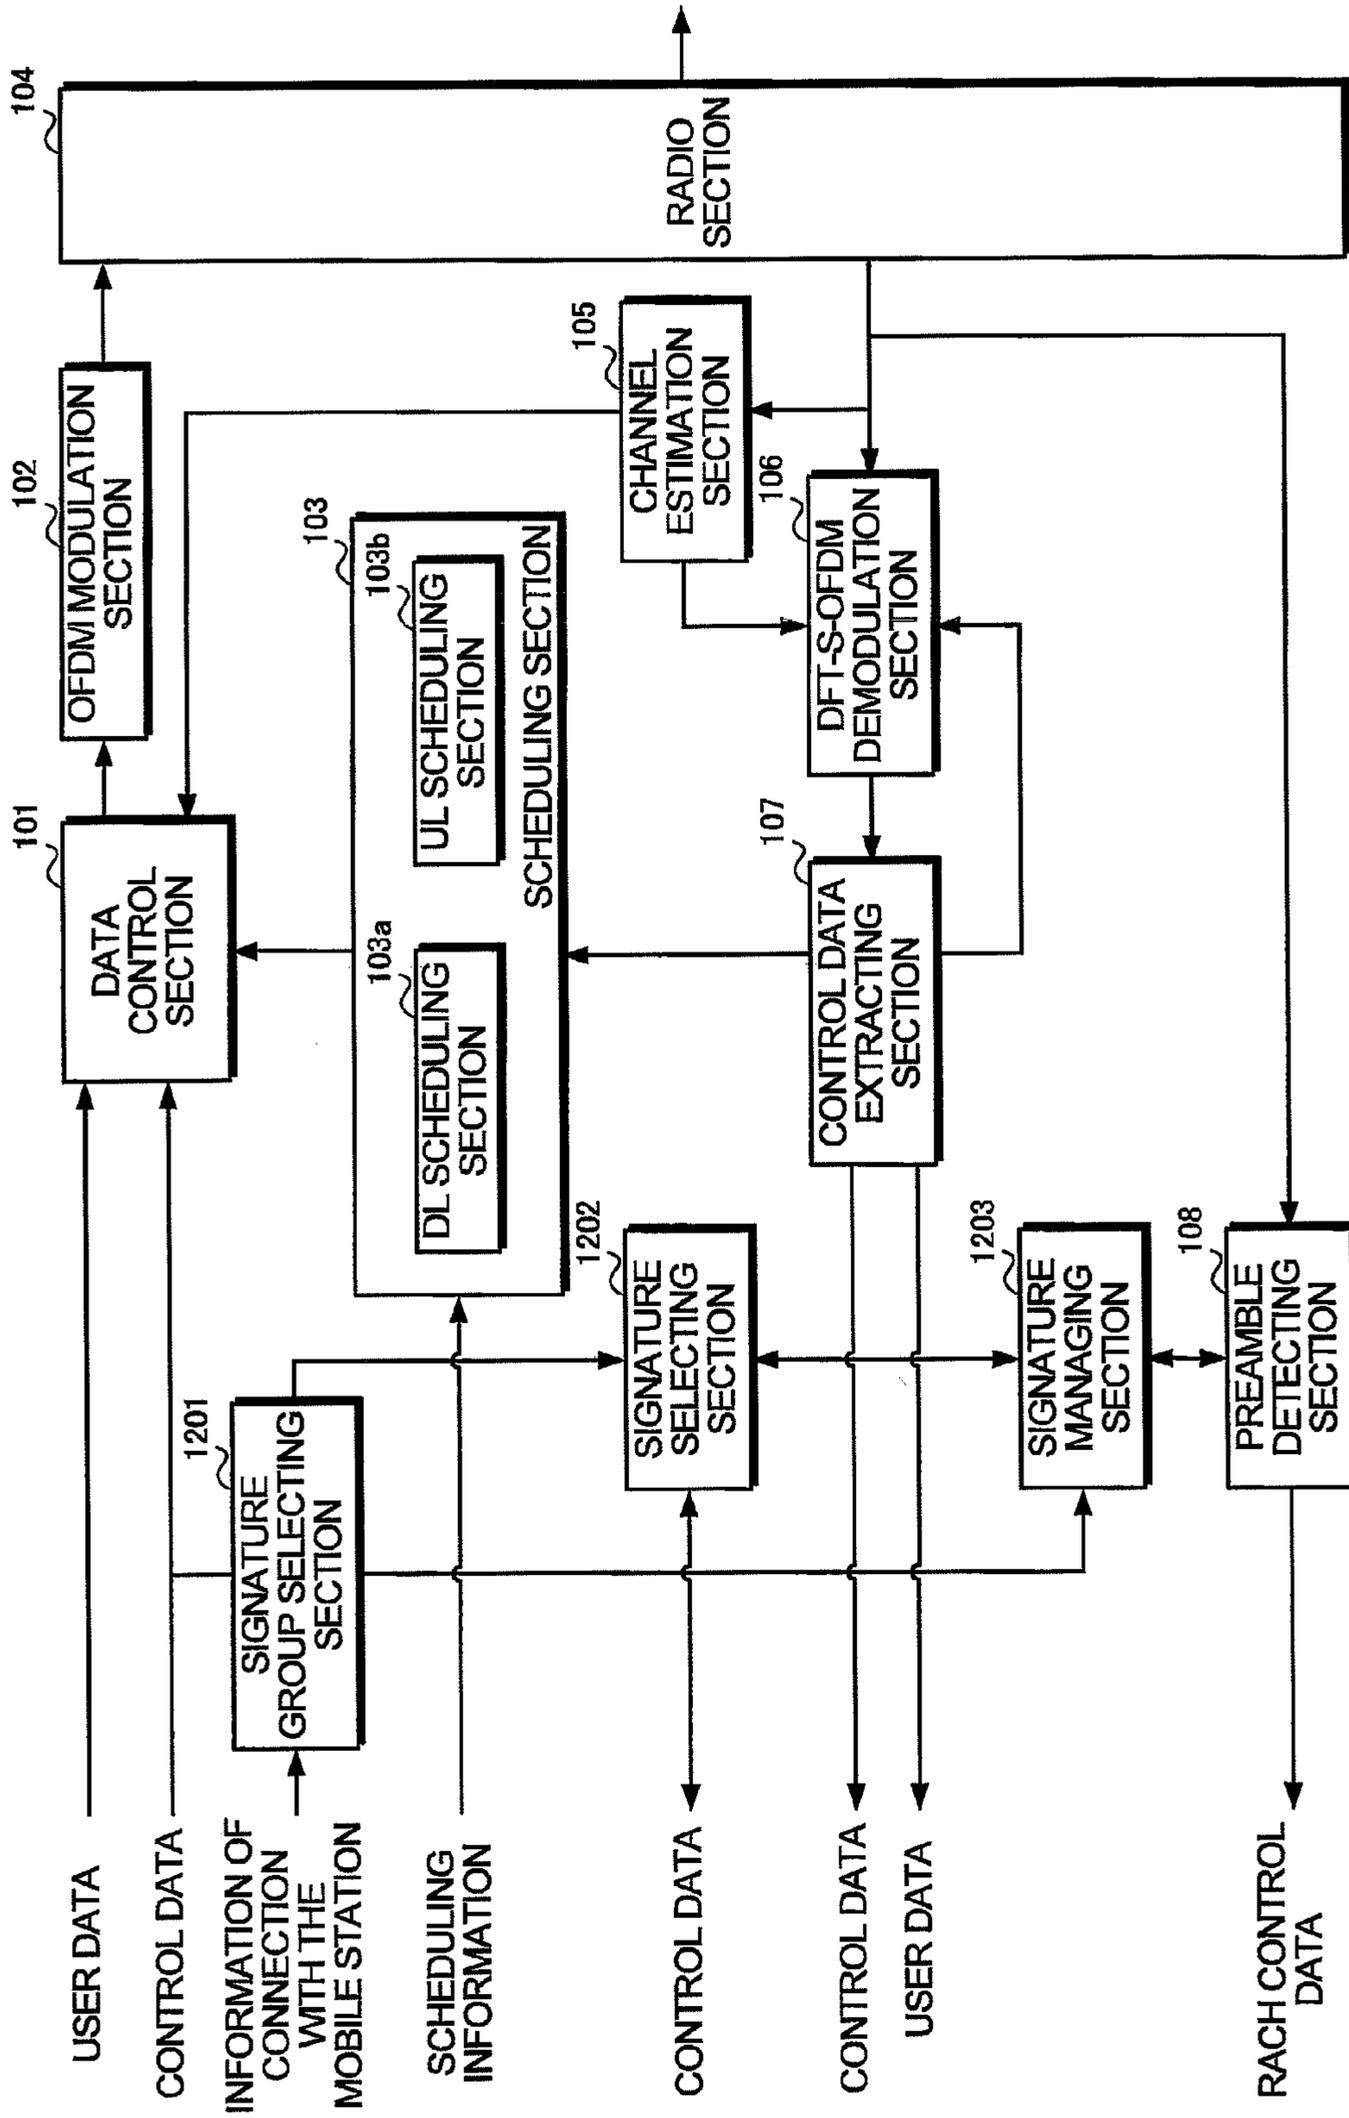 USER DATA
CONTROL DATA
INFORMATION OF
CONNECTION
WITH THE
MOBILE STATION
SCHEDULING
INFORMATION
CONTROL DATA
CONTROL DATA
USER DATA
RACH CONTROL
DATA
1201
SIGNATURE
GROUP SELECTING
SECTION
1202
SIGNATURE
SELECTING
SECTION
1203
SIGNATURE
MANAGING
SECTION
108
PREAMBLE
DETECTING
SECTION
101
DATA
CONTROL
SECTION
103
103a
DL SCHEDULING
SECTION
103b
UL SCHEDULING
SECTION
SCHEDULING SECTION
107
CONTROL DATA
EXTRACTING
SECTION
102
OFDM MODULATION
SECTION
105
CHANNEL
ESTIMATION
SECTION
106
DFT-S-OFDM
DEMODULATION
SECTION
104
RADIO
SECTION